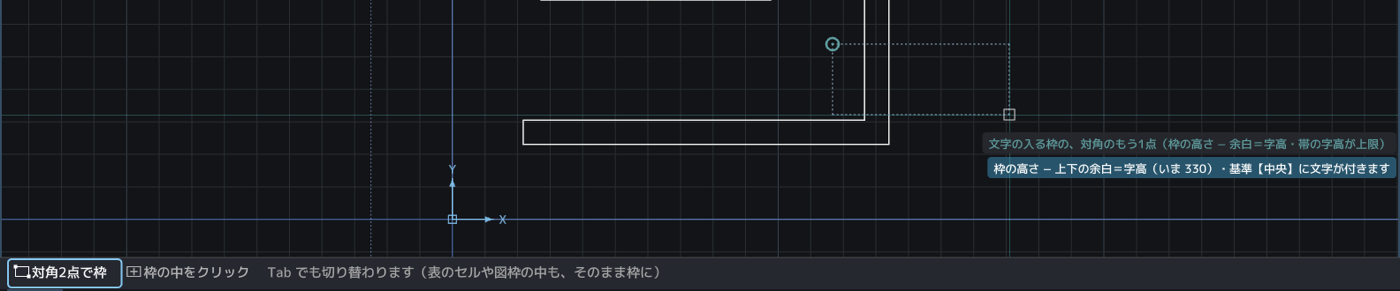 文字の入る枠の、対角のもう1点（枠の高さ − 余白＝字高・帯の字高が上限）
枠の高さ − 上下の余白＝字高（いま 330）・基準【中央】に文字が付きます
Y
X
対角2点で枠 枠の中をクリック Tab でも切り替わります（表のセルや図枠の中も、そのまま枠に）